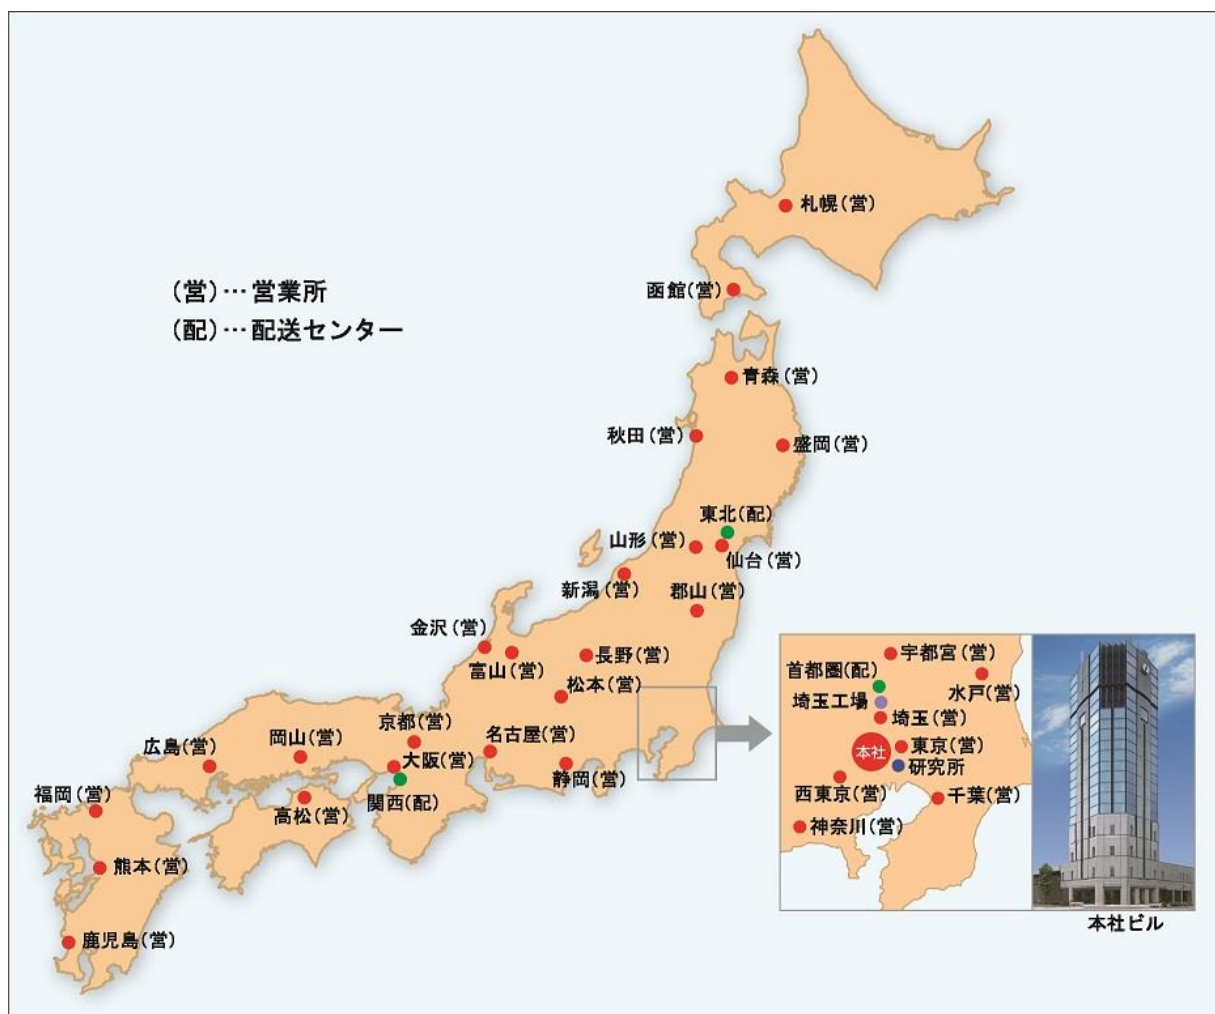 札幌(営)
函館(営)
(営)…営業所
(配)…配送センター
青森(営)
秋田(営)
盛岡(営)
東北(配)
山形(営)
仙台(営)
新潟(営)
郡山(営)
金沢(営)
富山(営)
長野(営)
松本(営)
京都(営)
名古屋(営)
岡山(営)
広島(営)
大阪(営)
静岡(営)
関西(配)
福岡(営)
高松(営)
熊本(営)
鹿児島(営)
宇都宮(営)
首都圏(配)
水戸(営)
埼玉工場
埼玉(営)
本社
東京(営)
研究所
西東京(営)
千葉(営)
神奈川(営)
本社ビル